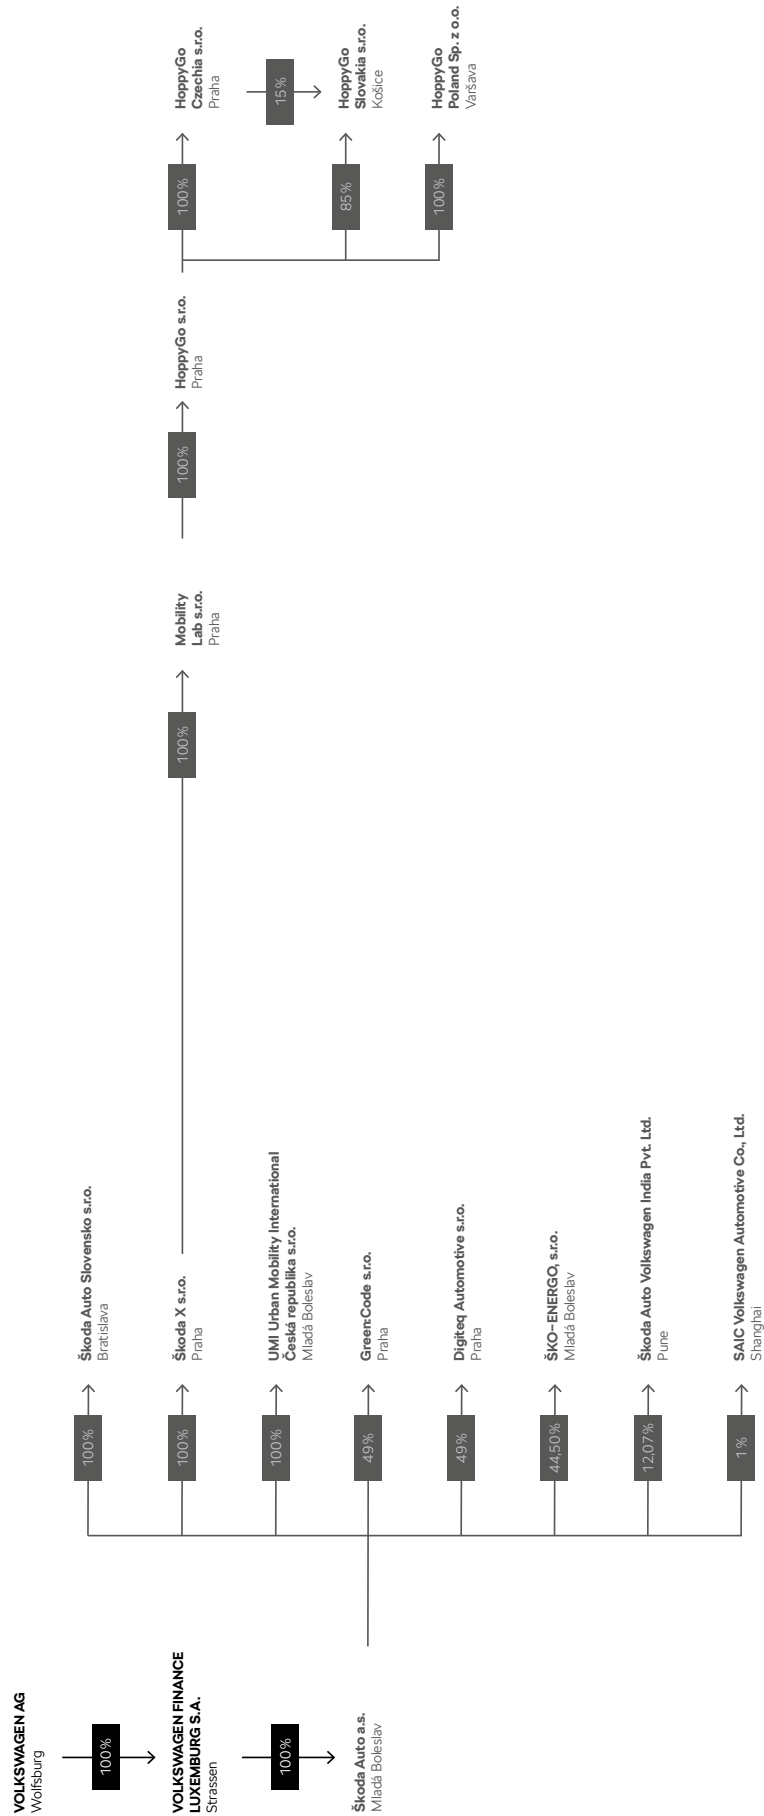 VOLKSWAGEN AG
Wolfsburg
100%
VOLKSWAGEN FINANCE
LUXEMBURG S.A.
Strassen
100%
Škoda Auto a.s.
Mladá Boleslav
100%
Škoda Auto Slovensko s.r.o.
Bratislava
100%
Škoda X s.r.o.
Praha
100%
Mobility
Lab s.r.o.
Praha
100%
HoppyGo s.r.o.
Praha
100%
HoppyGo
Czechia s.r.o.
Praha
15%
85%
HoppyGo
Slovakia s.r.o.
Košice
100%
HoppyGo
Poland Sp. z o.o.
Varšava
100%
UMI Urban Mobility International
Česká republika s.r.o.
Mladá Boleslav
49%
Green:Code s.r.o.
Praha
49%
Digiteq Automotive s.r.o.
Praha
44,50%
ŠKO–ENERGO, s.r.o.
Mladá Boleslav
12,07%
Škoda Auto Volkswagen India Pvt. Ltd.
Pune
1%
SAIC Volkswagen Automotive Co., Ltd.
Shanghai